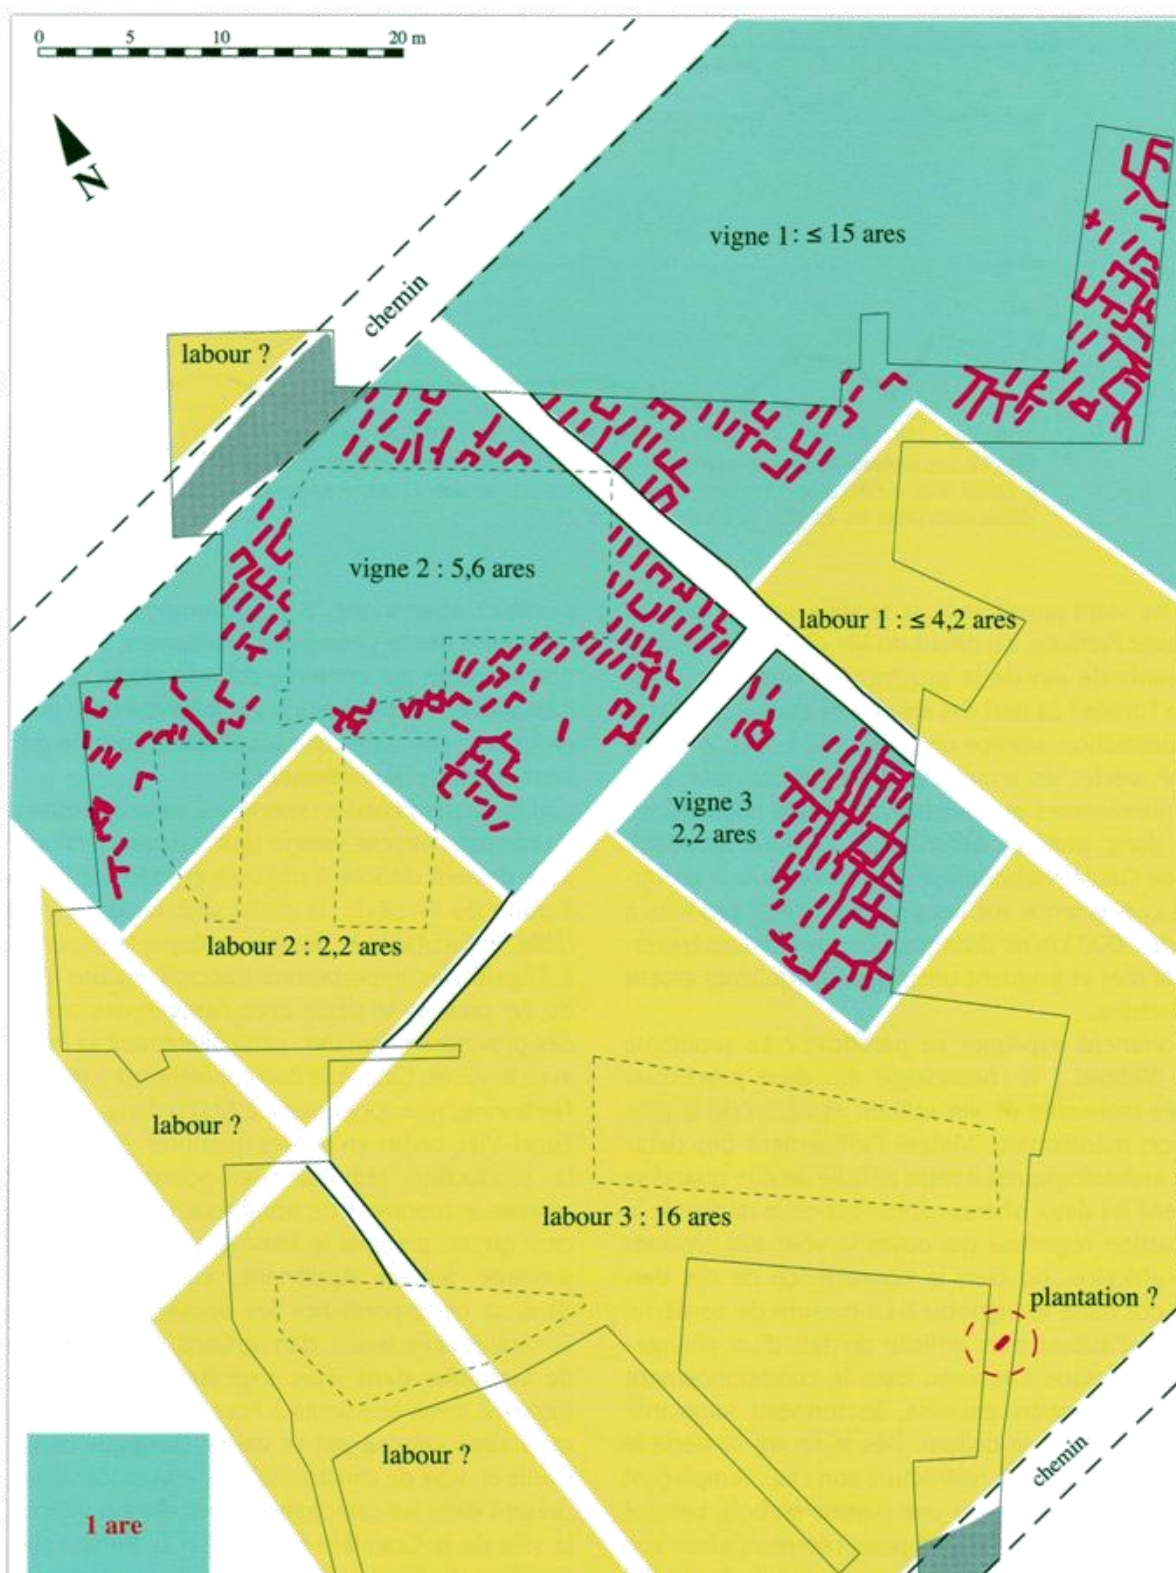 0 5 10 20 m
N
vigne 1 : ≤ 15 ares
chemin
labour ?
vigne 2 : 5,6 ares
labour 1 : ≤ 4,2 ares
vigne 3
2,2 ares
labour 2 : 2,2 ares
labour ?
labour 3 : 16 ares
plantation ?
labour ?
chemin
1 are